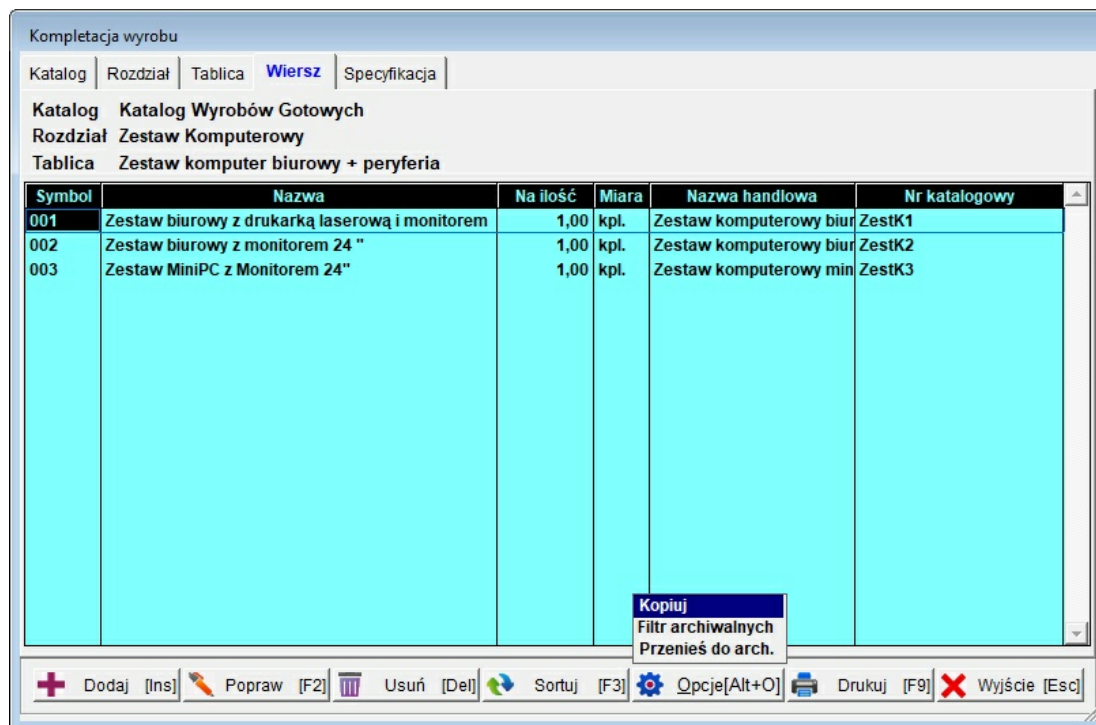 Kompletacja wyrobu
Katalog Rozdział Tablica Wiersz Specyfikacja
Katalog Katalog Wyrobów Gotowych
Rozdział Zestaw Komputerowy
Tablica Zestaw komputer biurowy + peryferia
Symbol Nazwa Na ilość Miara Nazwa handlowa Nr katalogowy
001 Zestaw biurowy z drukarką laserową i monitorem 1,00 kpl. Zestaw komputerowy biur ZestK1
002 Zestaw biurowy z monitorem 24 " 1,00 kpl. Zestaw komputerowy biur ZestK2
003 Zestaw MiniPC z Monitorem 24" 1,00 kpl. Zestaw komputerowy min ZestK3
Kopiuj
Filtr archiwalnych
Przenieś do arch.
Dodaj [Ins] Popraw [F2] Usuń [Del] Sortuj [F3] Opcje[Alt+O] Drukuj [F9] Wyjście [Esc]